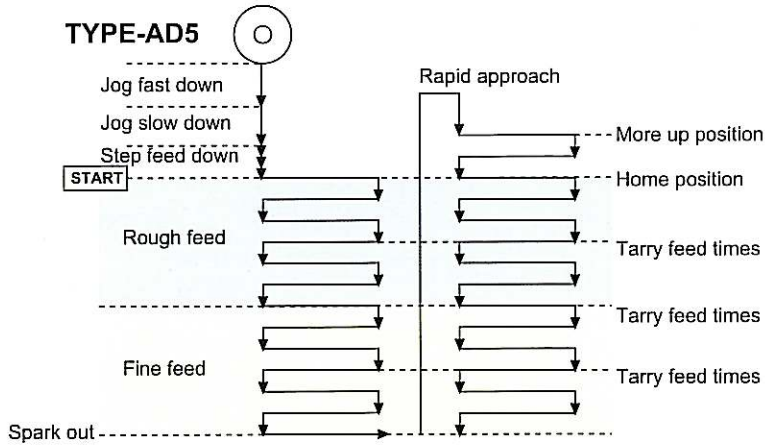 TYPE-AD5
Jog fast down
Jog slow down
Step feed down
START
Rough feed
Fine feed
Spark out
Rapid approach
More up position
Home position
Tarry feed times
Tarry feed times
Tarry feed times